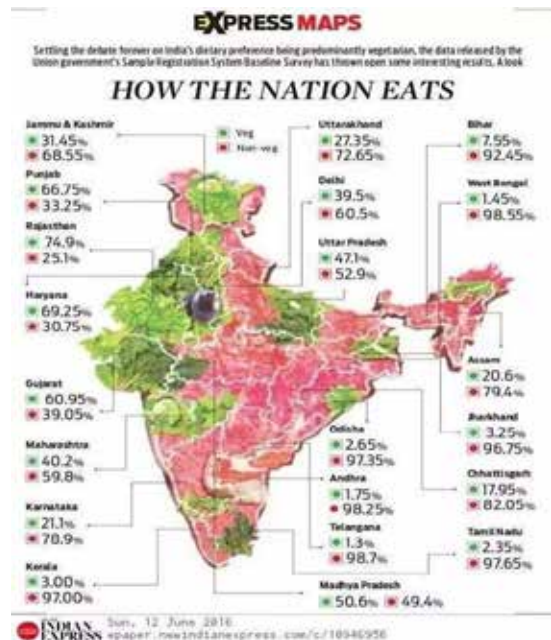 EXPRESS MAPS
Settling the debate forever on India's dietary preference being predominantly vegetarian, the data released by the
Union government's Sample Registration System Baseline Survey has thrown open some interesting results. A look
HOW THE NATION EATS
Veg
Non-veg
Jammu & Kashmir
31.45%
68.55%
Punjab
66.75%
33.25%
Rajasthan
74.9%
25.1%
Haryana
69.25%
30.75%
Gujarat
60.95%
39.05%
Maharashtra
40.2%
59.8%
Karnataka
21.1%
78.9%
Kerala
3.00%
97.00%
Uttarakhand
27.35%
72.65%
Delhi
39.5%
60.5%
Uttar Pradesh
47.1%
52.9%
Odisha
2.65%
97.35%
Andhra
1.75%
98.25%
Telangana
1.3%
98.7%
Madhya Pradesh
50.6% 49.4%
Bihar
7.55%
92.45%
West Bengal
1.45%
98.55%
Assam
20.6%
79.4%
Jharkhand
3.25%
96.75%
Chhattisgarh
17.95%
82.05%
Tamil Nadu
2.35%
97.65%
INDIAN
EXPRESS
Sun, 12 June 2016
epaper.newindianexpress.com/c/10946956